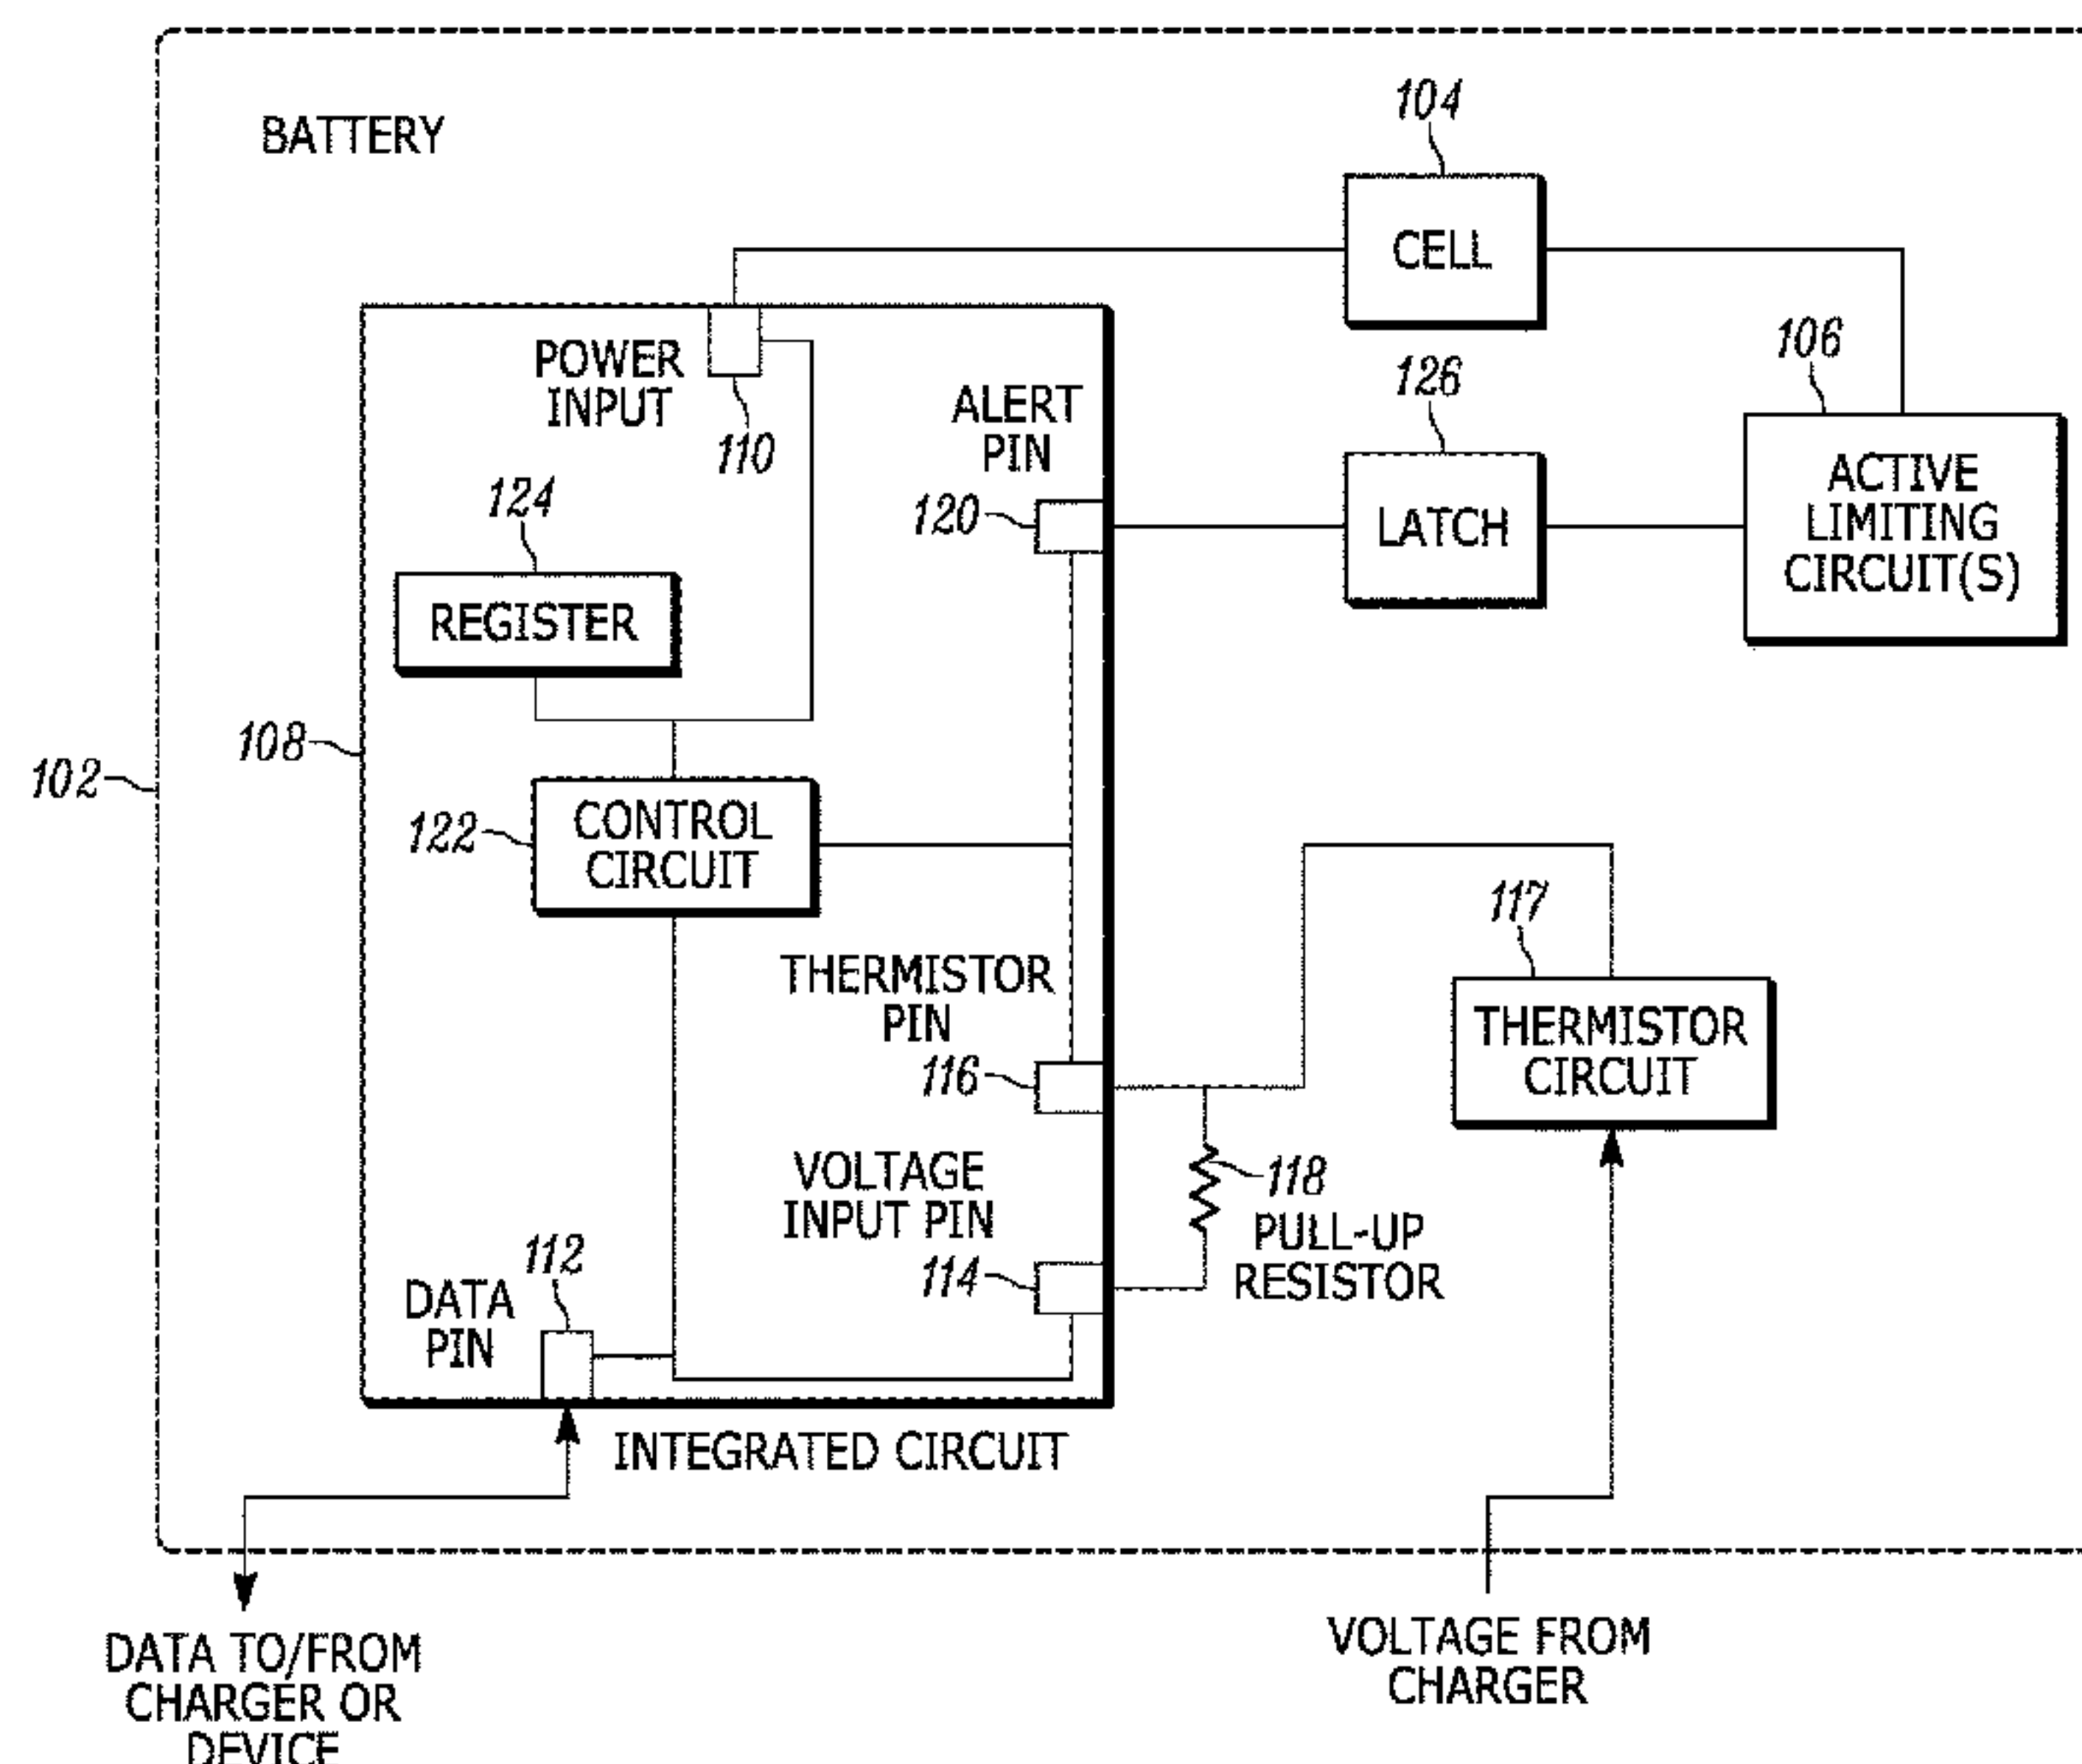 BATTERY
104
CELL
106
126
POWER
INPUT
110
ALERT
PIN
120
LATCH
ACTIVE
LIMITING
CIRCUIT(S)
124
REGISTER
108
102
122
CONTROL
CIRCUIT
117
THERMISTOR
CIRCUIT
THERMISTOR
PIN
116
VOLTAGE
INPUT PIN
114
118
PULL-UP
RESISTOR
112
DATA
PIN
INTEGRATED CIRCUIT
DATA TO/FROM
CHARGER OR
DEVICE
VOLTAGE FROM
CHARGER